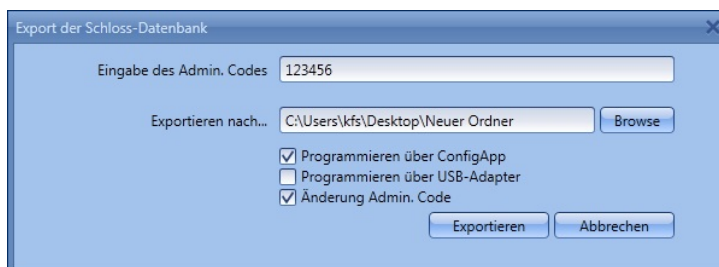 Export der Schloss-Datenbank
Eingabe des Admin. Codes 123456
Exportieren nach... C:\Users\kfs\Desktop\Neuer Ordner Browse
Programmieren über ConfigApp
Programmieren über USB-Adapter
Änderung Admin. Code
Exportieren Abbrechen